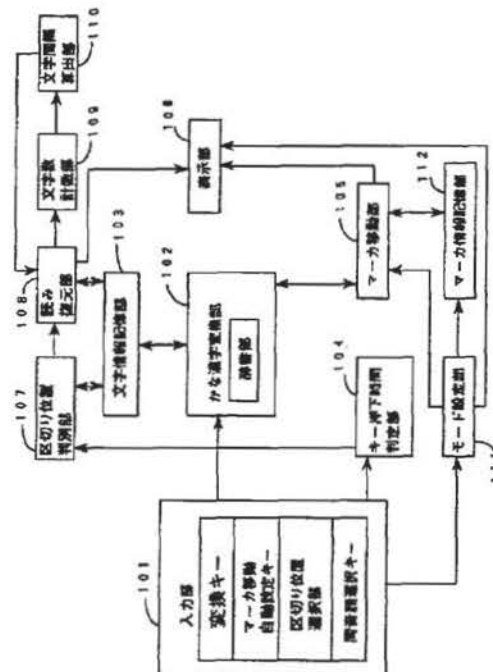 101
入力部
変換キー
マーカ移動
自動設定キー
区切り位置
選択部
同音語選択キー
107
区切り位置
判別部
108
読み
復元部
文字数
計数部
109
文字間隔
算出部
110
103
文字情報記憶部
102
かな漢字変換部
辞書部
104
キー押下時間
判定部
105
マーカ移動部
106
表示部
モード設定部
111
112
マーカ情報記憶部